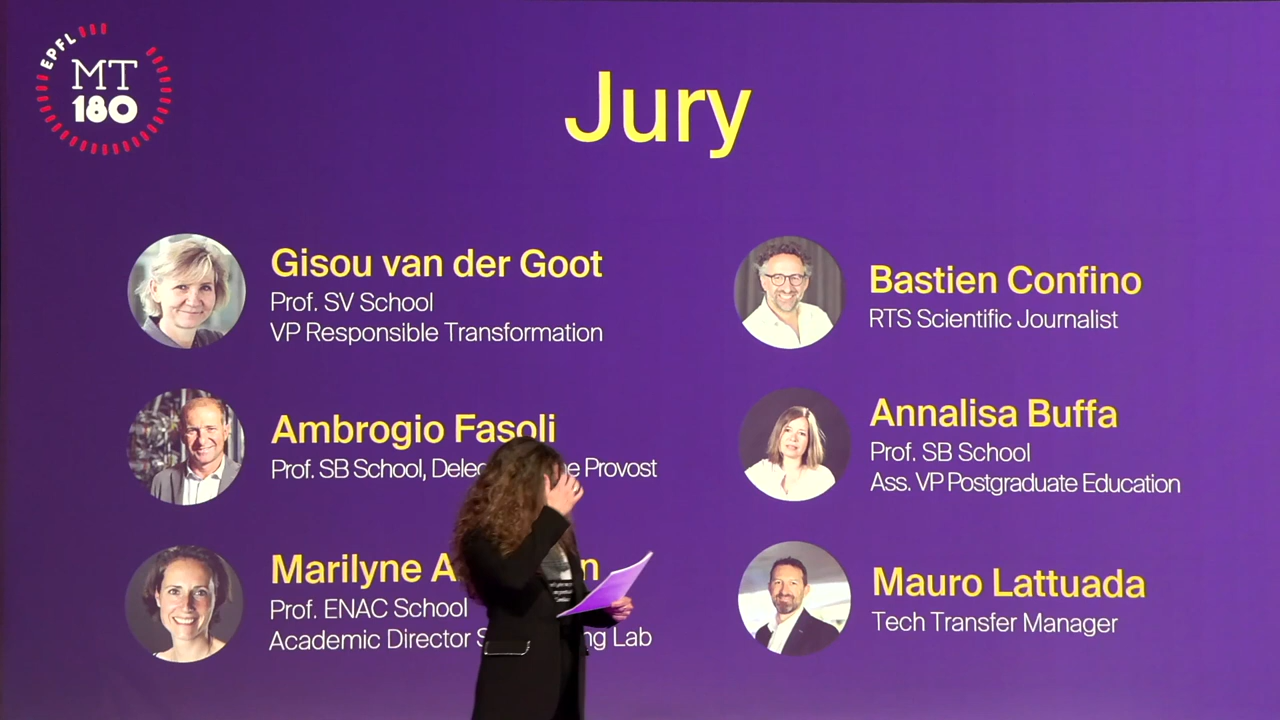 EPFL
MT
180
Jury
Gisou van der Goot
Prof. SV School
VP Responsible Transformation
Ambrogio Fasoli
Prof. SB School, Provost
Marilyne
Prof. ENAC School
Academic Director Lab
Bastien Confino
RTS Scientific Journalist
Annalisa Buffa
Prof. SB School
Ass. VP Postgraduate Education
Mauro Lattuada
Tech Transfer Manager